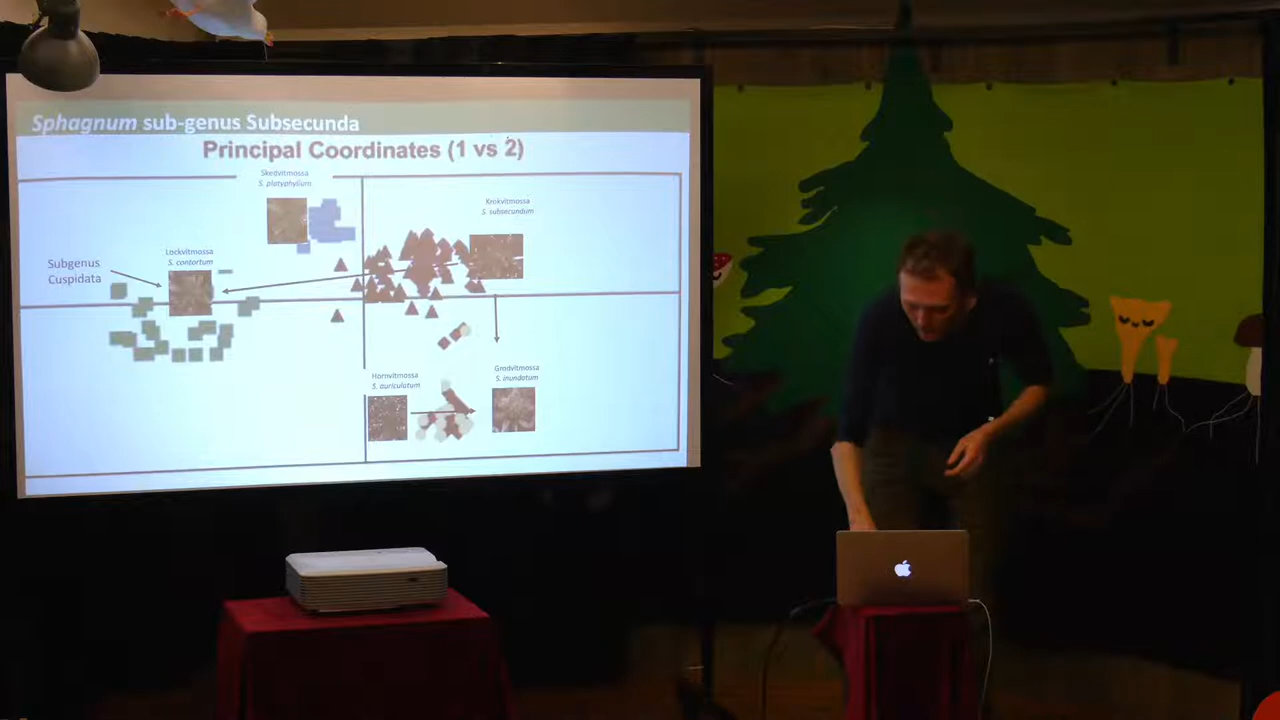 Sphagnum sub-genus Subsecunda
Principal Coordinates (1 vs 2)
Skedvitmossa
S. platyphyllum
Krokvitmossa
S. subsecundum
Lockvitmossa
S. contortum
Subgenus
Cuspidata
Hornvitmossa
S. auriculatum
Grodvitmossa
S. inundatum